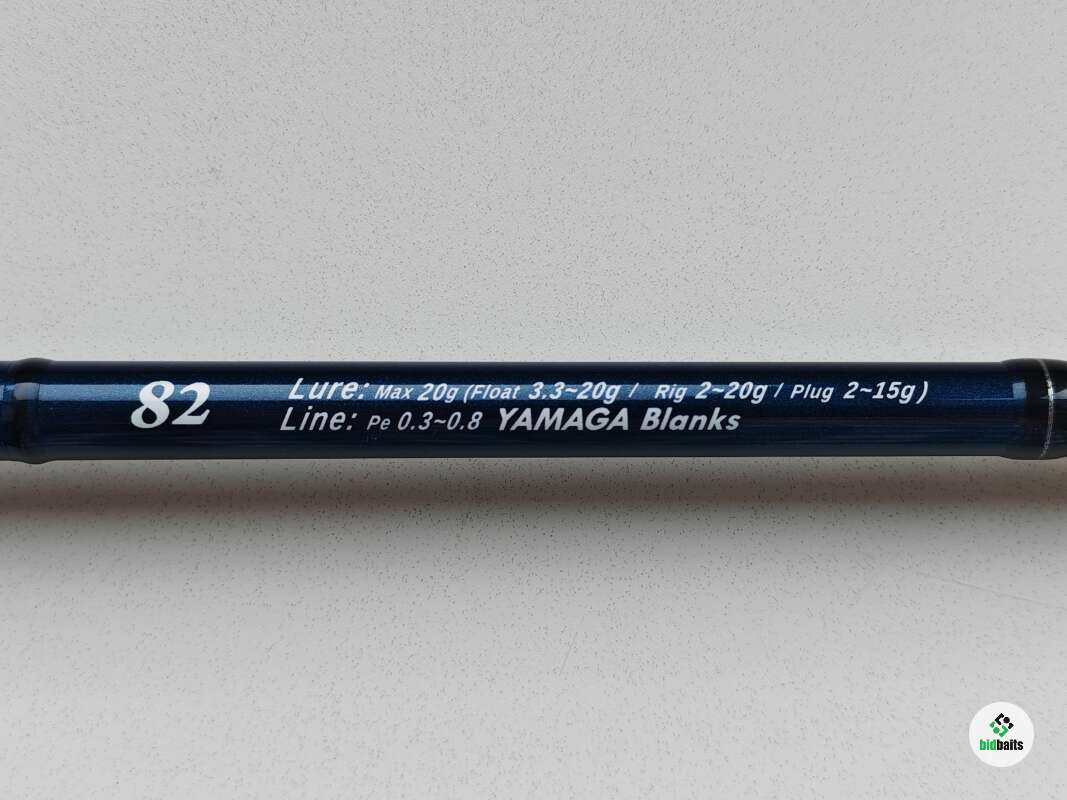 82
Lure: Max 20g (Float 3.3~20g / Rig 2~20g / Plug 2~15g)
Line: Pe 0.3~0.8 YAMAGA Blanks
bidbaits